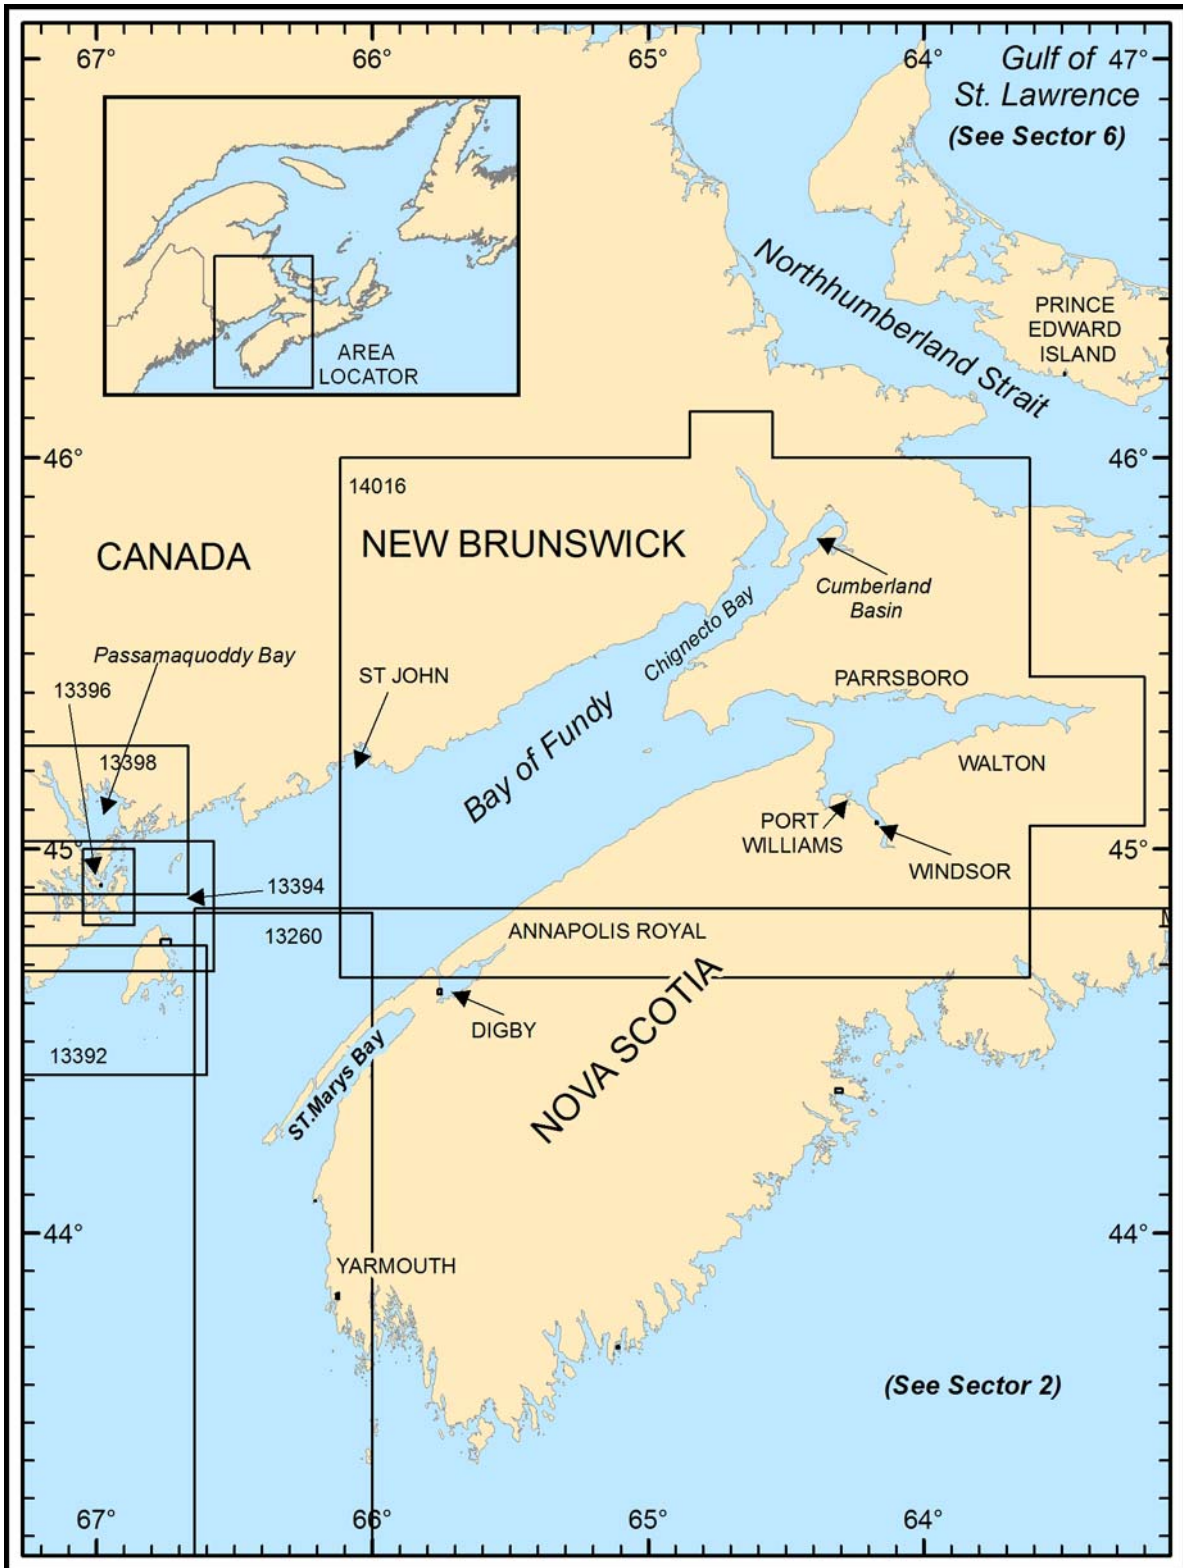 67°
66°
65°
64°
Gulf of
St. Lawrence
(See Sector 6)
47°
AREA
LOCATOR
Northhumberland Strait
PRINCE
EDWARD
ISLAND
46°
46°
14016
CANADA
NEW BRUNSWICK
Cumberland
Basin
Chignecto Bay
Passamaquoddy Bay
13396
ST JOHN
PARRSBORO
13398
Bay of Fundy
WALTON
PORT
WILLIAMS
45°
45°
WINDSOR
13394
13260
ANNAPOLIS ROYAL
DIGBY
NOVA SCOTIA
13392
ST.Marys Bay
44°
44°
YARMOUTH
(See Sector 2)
67°
66°
65°
64°